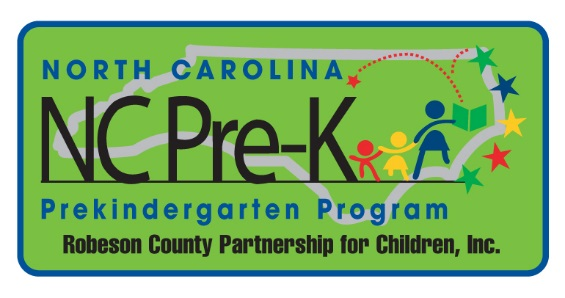 NORTH CAROLINA
NC Pre-K
Prekindergarten Program
Robeson County Partnership for Children, Inc.